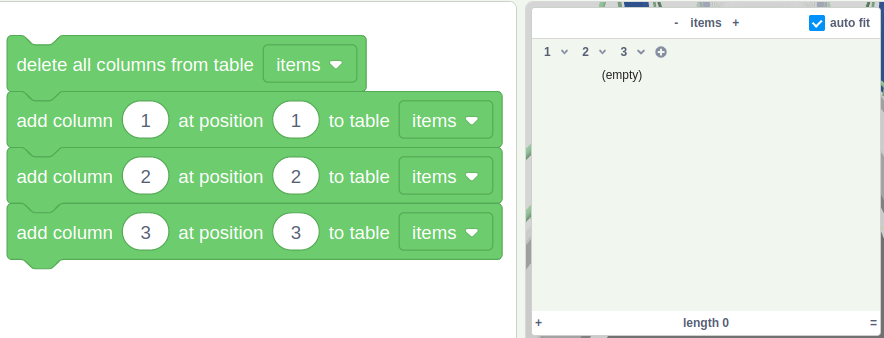 delete all columns from table items
add column 1 at position 1 to table items
add column 2 at position 2 to table items
add column 3 at position 3 to table items
- items +
auto fit
1 2 3
(empty)
+ length 0 =